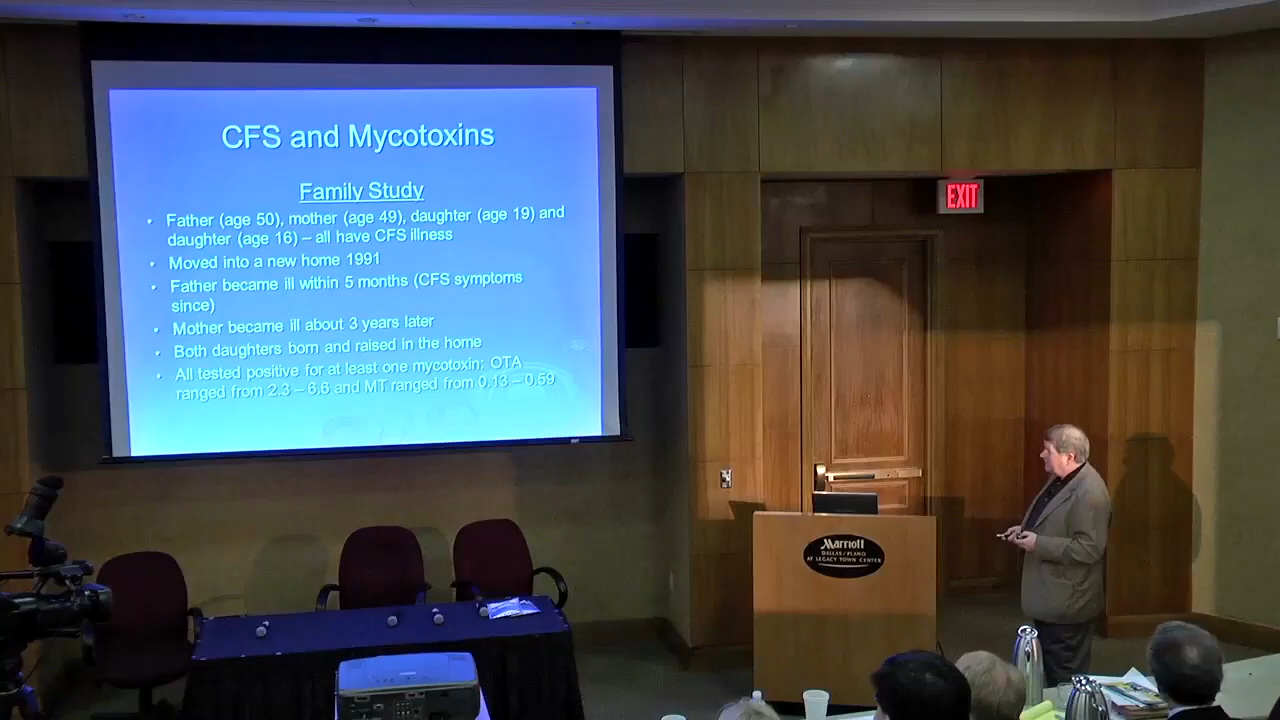 CFS and Mycotoxins
Family Study
• Father (age 50), mother (age 49), daughter (age 19) and
daughter (age 16) – all have CFS illness
• Moved into a new home 1991
• Father became ill within 5 months (CFS symptoms
since)
• Mother became ill about 3 years later
• Both daughters born and raised in the home
• All tested positive for at least one mycotoxin: OTA
ranged from 2.3 – 6.6 and MT ranged from 0.13 – 0.59
EXIT
Marriott
DALLAS/PLANO
AT LEGACY TOWN CENTER